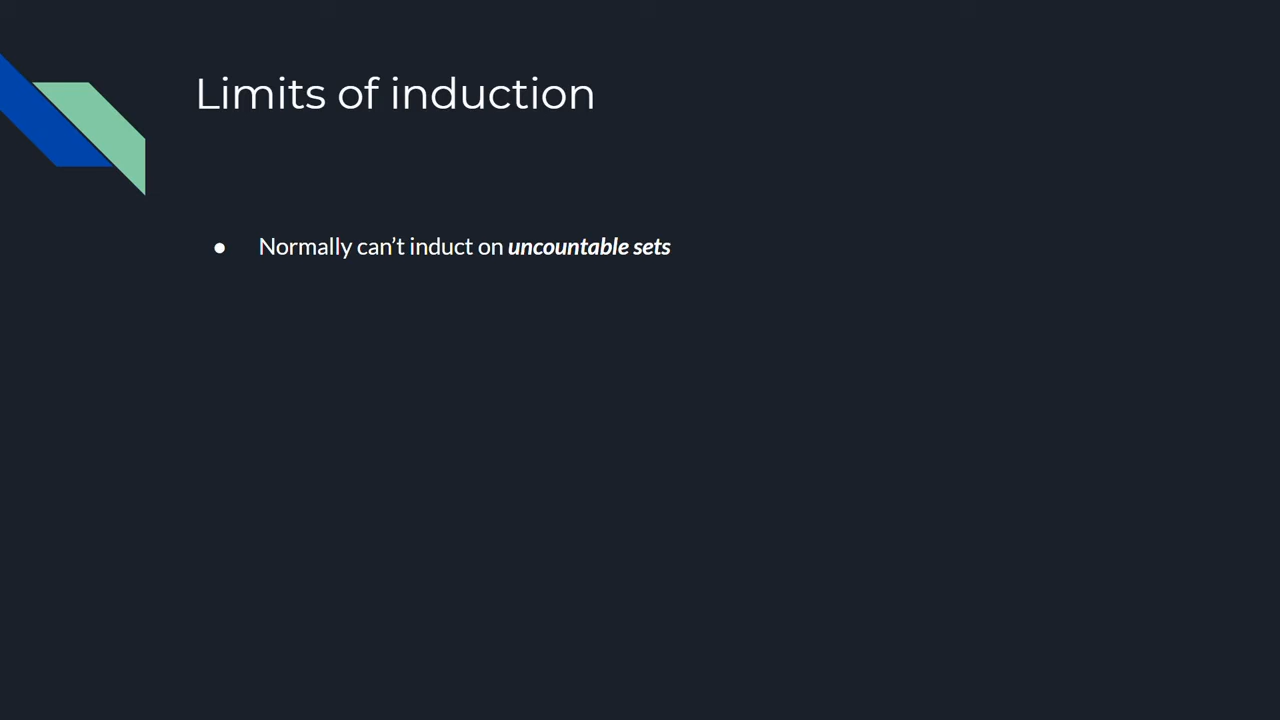 Limits of induction
● Normally can’t induct on uncountable sets